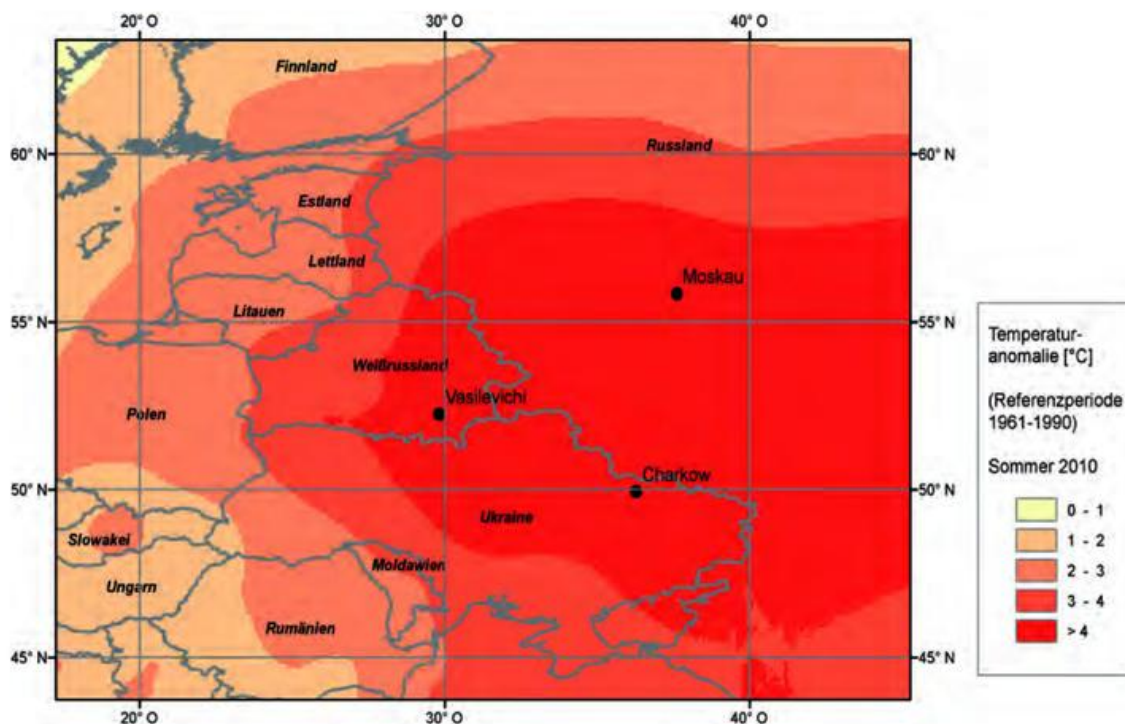 20° O 30° O 40° O
Finnland
Russland
60° N 60° N
Estland
Lettland
Moskau
Litauen
55° N 55° N
Weißrussland
Vasilevichi
Polen
Charkow
50° N 50° N
Ukraine
Slowakei
Moldawien
Ungarn
Rumänien
45° N 45° N
20° O 30° O 40° O
Temperatur-
anomalie [°C]
(Referenzperiode
1961-1990)
Sommer 2010
0 - 1
1 - 2
2 - 3
3 - 4
> 4